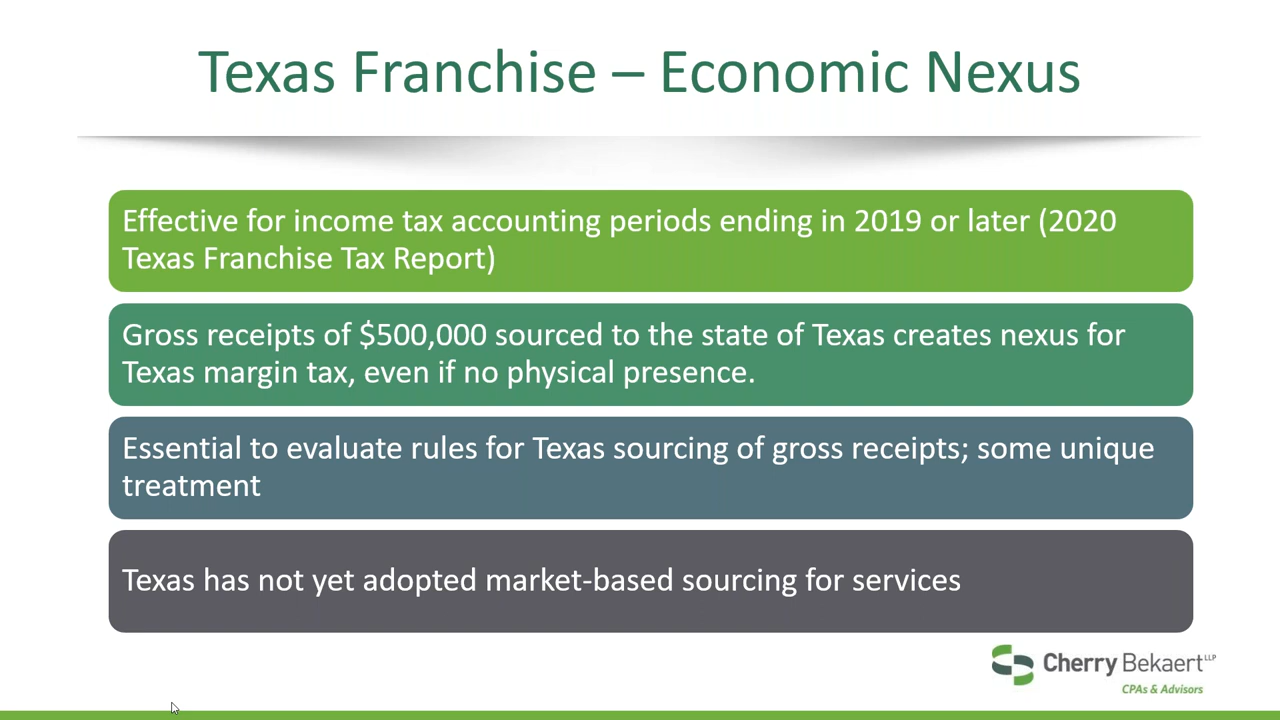 Texas Franchise – Economic Nexus
Effective for income tax accounting periods ending in 2019 or later (2020
Texas Franchise Tax Report)
Gross receipts of $500,000 sourced to the state of Texas creates nexus for
Texas margin tax, even if no physical presence.
Essential to evaluate rules for Texas sourcing of gross receipts; some unique
treatment
Texas has not yet adopted market-based sourcing for services
Cherry Bekaert LLP
CPAs & Advisors